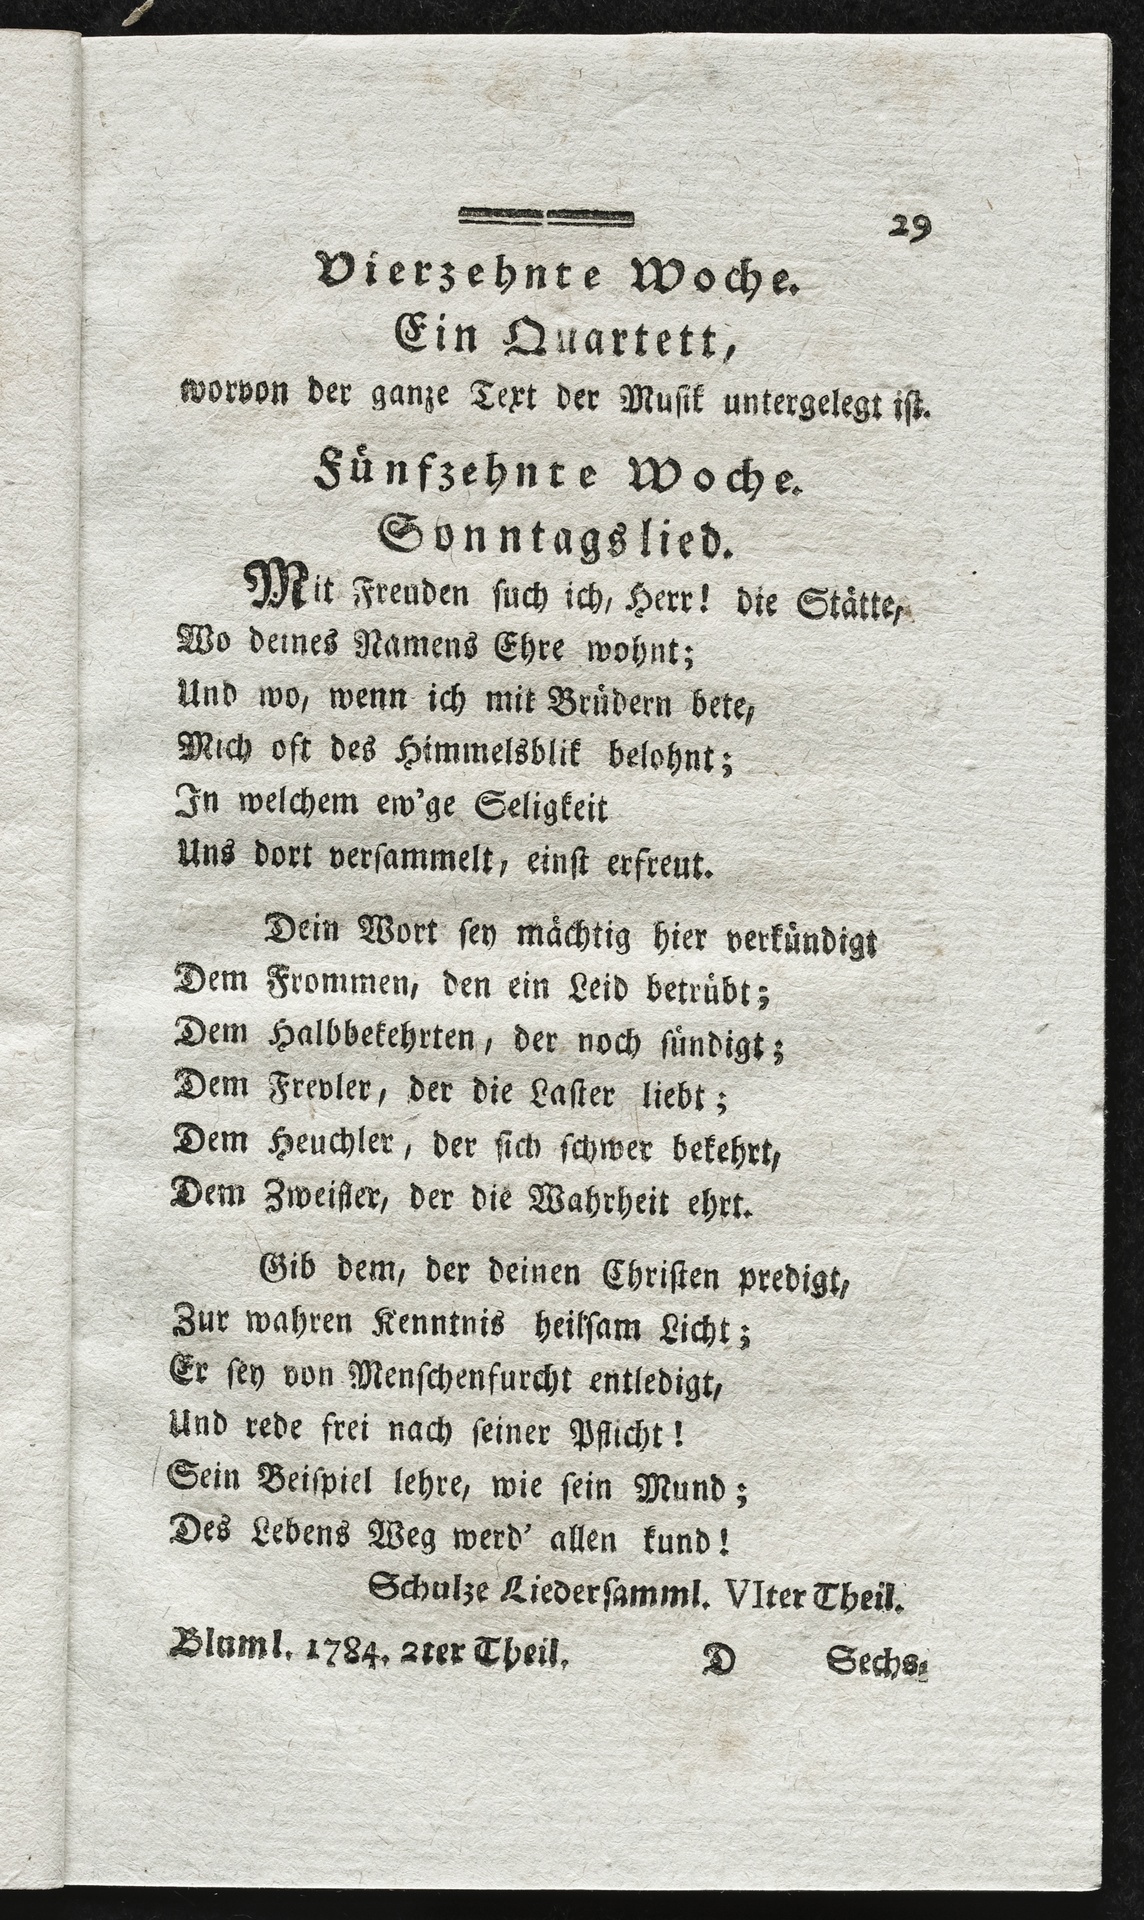 29
Vierzehnte Woche.
Ein Quartett,
worvon der ganze Text der Musik untergelegt ist.
Fünfzehnte Woche.
Sonntagslied.
Mit Freuden such ich, Herr! die Stätte,
Wo deines Namens Ehre wohnt;
Und wo, wenn ich mit Brüdern bete,
Mich oft des Himmelsblik belohnt;
In welchem ew'ge Seligkeit
Uns dort versammelt, einst erfreut.
Dein Wort sey mächtig hier verkündigt
Dem Frommen, den ein Leid betrübt;
Dem Halbbekehrten, der noch sündigt;
Dem Frevler, der die Laster liebt;
Dem Heuchler, der sich schwer bekehrt,
Dem Zweifler, der die Wahrheit ehrt.
Gib dem, der deinen Christen predigt,
Zur wahren Kenntnis heilsam Licht;
Er sey von Menschenfurcht entledigt,
Und rede frei nach seiner Pflicht!
Sein Beispiel lehre, wie sein Mund;
Des Lebens Weg werd' allen kund!
Schulze Liedersamml. VIter Theil.
Bluml. 1784. 2ter Theil. D Sechs-